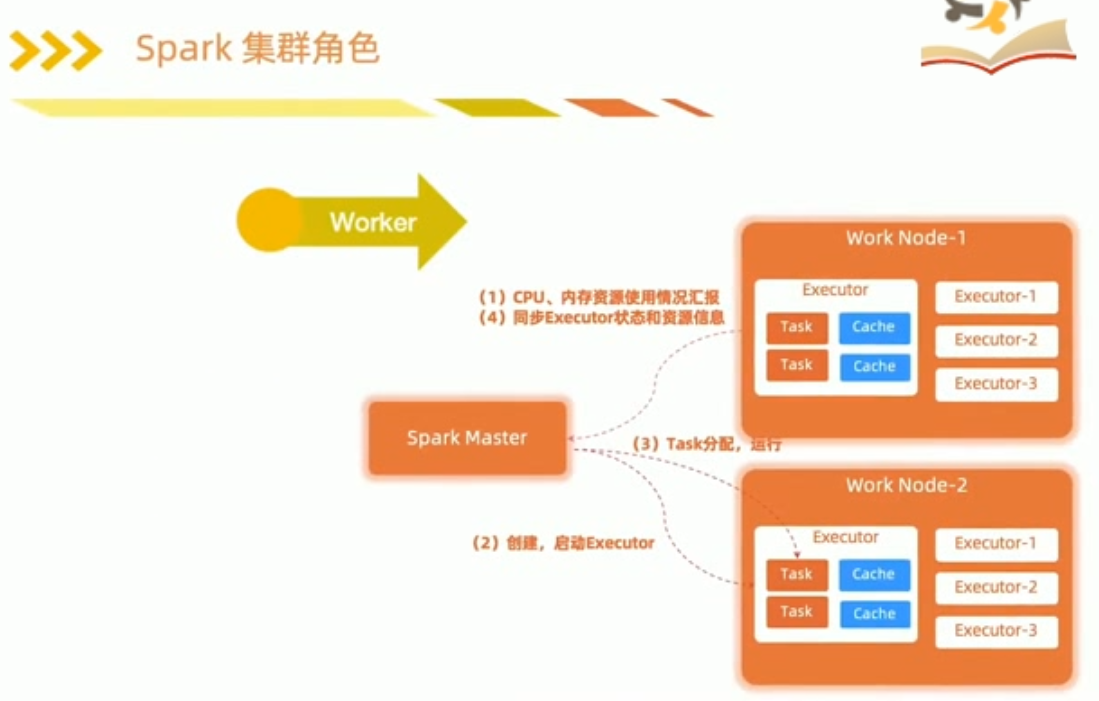 Spark 集群角色
Worker
Work Node-1
Executor
Executor-1
Task
Cache
Executor-2
Task
Cache
Executor-3
（1）CPU、内存资源使用情况汇报
（4）同步Executor状态和资源信息
Spark Master
（3）Task分配，运行
（2）创建，启动Executor
Work Node-2
Executor
Executor-1
Task
Cache
Executor-2
Task
Cache
Executor-3